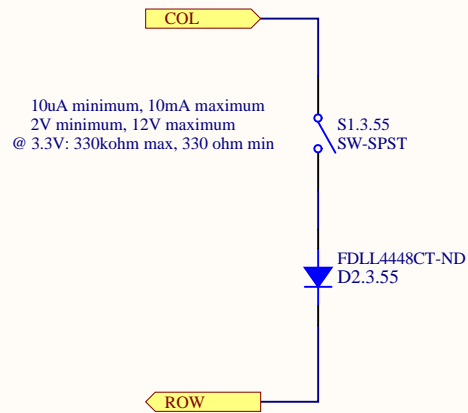 COL
10uA minimum, 10mA maximum
2V minimum, 12V maximum
@ 3.3V: 330kohm max, 330 ohm min
S1.3.55
SW-SPST
FDLL4448CT-ND
D2.3.55
ROW